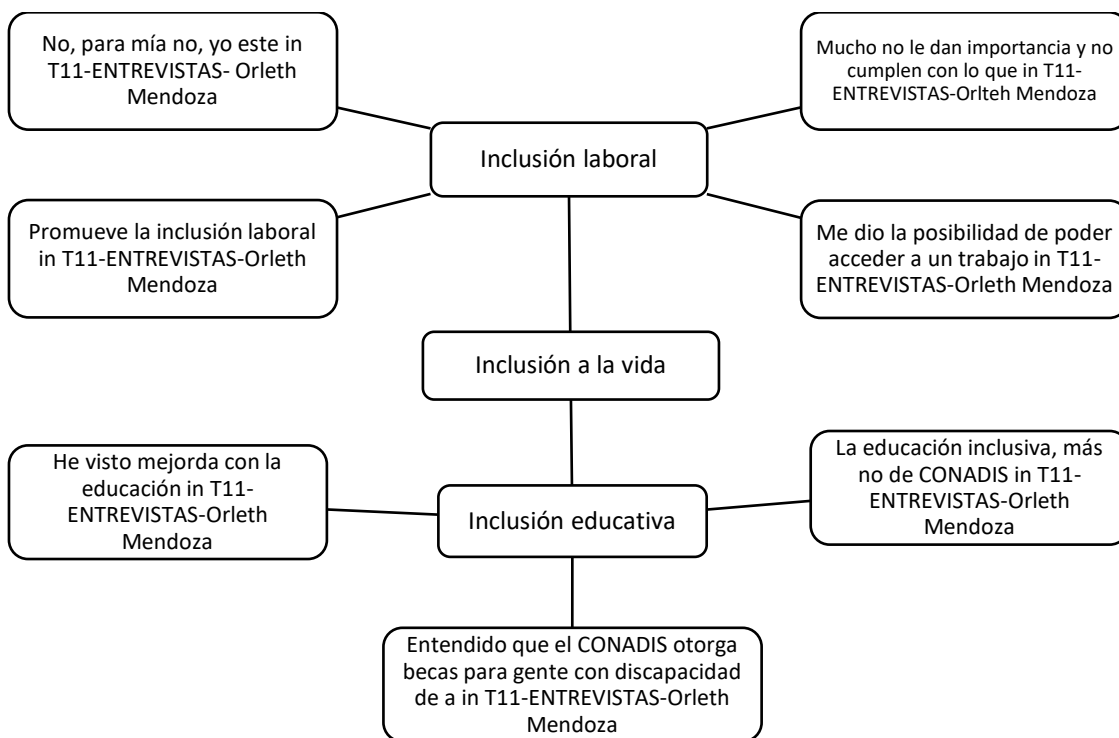 No, para mía no, yo este in
T11-ENTREVISTAS- Orleth
Mendoza
Mucho no le dan importancia y no
cumplen con lo que in T11-
ENTREVISTAS-Orlteh Mendoza
Inclusión laboral
Promueve la inclusión laboral
in T11-ENTREVISTAS-Orleth
Mendoza
Me dio la posibilidad de poder
acceder a un trabajo in T11-
ENTREVISTAS-Orleth Mendoza
Inclusión a la vida
He visto mejorda con la
educación in T11-
ENTREVISTAS-Orleth
Mendoza
La educación inclusiva, más
no de CONADIS in T11-
ENTREVISTAS-Orleth
Mendoza
Inclusión educativa
Entendido que el CONADIS otorga
becas para gente con discapacidad
de a in T11-ENTREVISTAS-Orleth
Mendoza